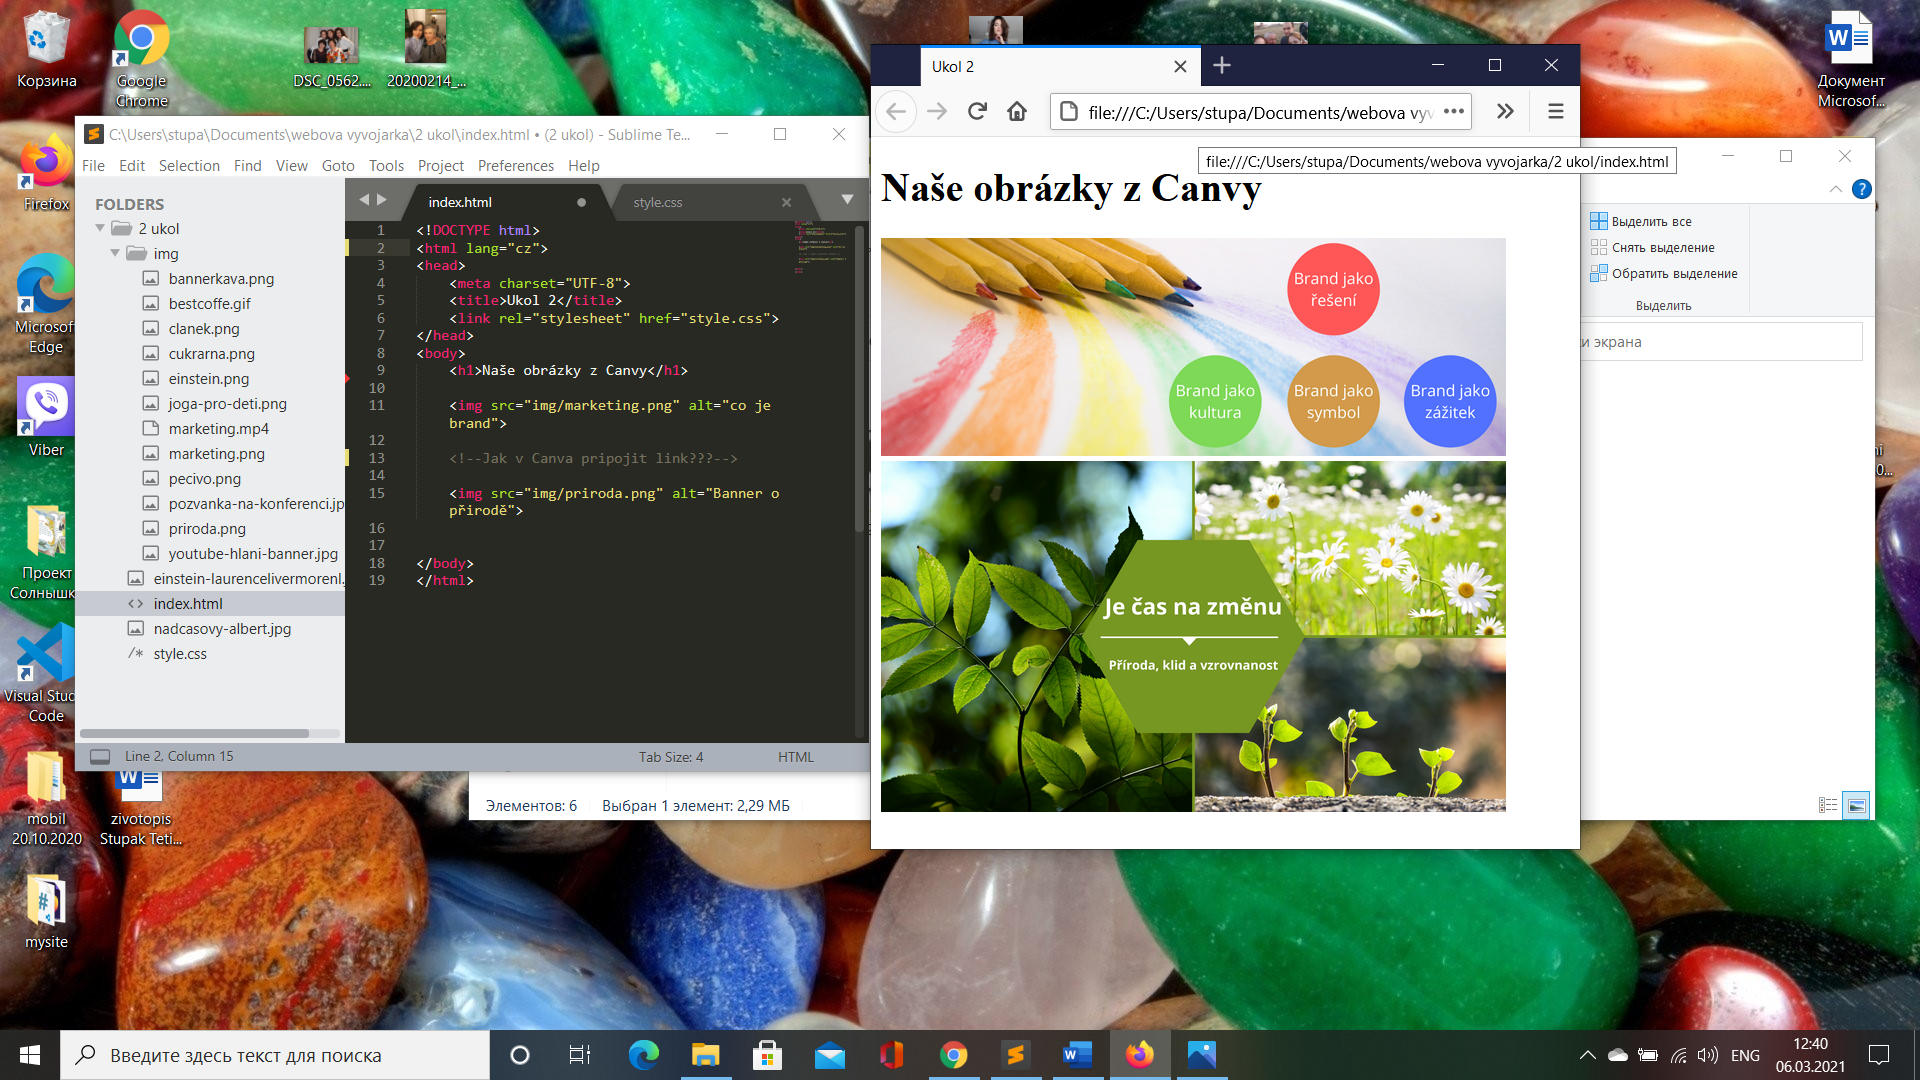 Корзина
Google
Chrome
DSC_0562....
20200214_...
Документ
Microsof...
Firefox
Microsof
Edge
Viber
Проект
Солнышк
Visual Stud
Code
mobil
20.10.2020
zivotopis
Stupak Teti...
mysite
C:\Users\stupa\Documents\webova vyvojarka\2 ukol\index.html • (2 ukol) - Sublime Te...
File Edit Selection Find View Goto Tools Project Preferences Help
FOLDERS
2 ukol
img
bannerkava.png
bestcoffe.gif
clanek.png
cukrarna.png
einstein.png
joga-pro-deti.png
marketing.mp4
marketing.png
pecivo.png
pozvanka-na-konferenci.jp
priroda.png
youtube-hlani-banner.jpg
einstein-laurencelivermorenl.
index.html
nadcasovy-albert.jpg
style.css
index.html
style.css
1 <!DOCTYPE html>
2 <html lang="cz">
3 <head>
4 <meta charset="UTF-8">
5 <title>Ukol 2</title>
6 <link rel="stylesheet" href="style.css">
7 </head>
8 <body>
9 <h1>Naše obrázky z Canvy</h1>
10
11 <img src="img/marketing.png" alt="co je
brand">
12
13 <!--Jak v Canva pripojit link???-->
14
15 <img src="img/priroda.png" alt="Banner o
přírodě">
16
17
18 </body>
19 </html>
Line 2, Column 15
Tab Size: 4
HTML
Элементов: 6
Выбран 1 элемент: 2,29 МБ
Ukol 2
file:///C:/Users/stupa/Documents/webova vyv
file:///C:/Users/stupa/Documents/webova vyvojarka/2 ukol/index.html
Naše obrázky z Canvy
Brand jako
řešení
Brand jako
kultura
Brand jako
symbol
Brand jako
zážitek
Je čas na změnu
Příroda, klid a vzrovnanost
Выделить все
Снять выделение
Обратить выделение
Выделить
и экрана
Введите здесь текст для поиска
ENG
12:40
06.03.2021